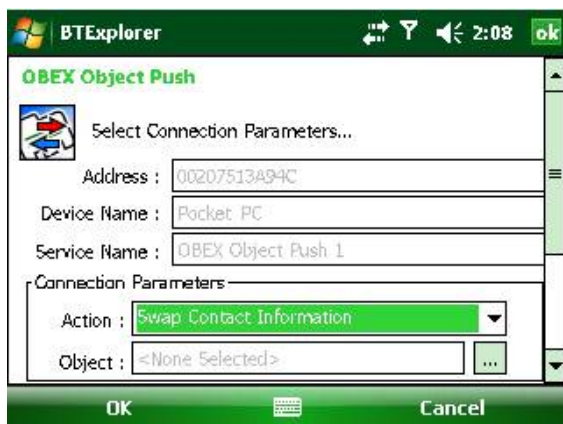 BTExplorer 2:08 ok
OBEX Object Push
Select Connection Parameters...
Address : 00207513A94C
Device Name : Pocket PC
Service Name : OBEX Object Push 1
Connection Parameters
Action : Swap Contact Information
Object : <None Selected> ...
OK Cancel